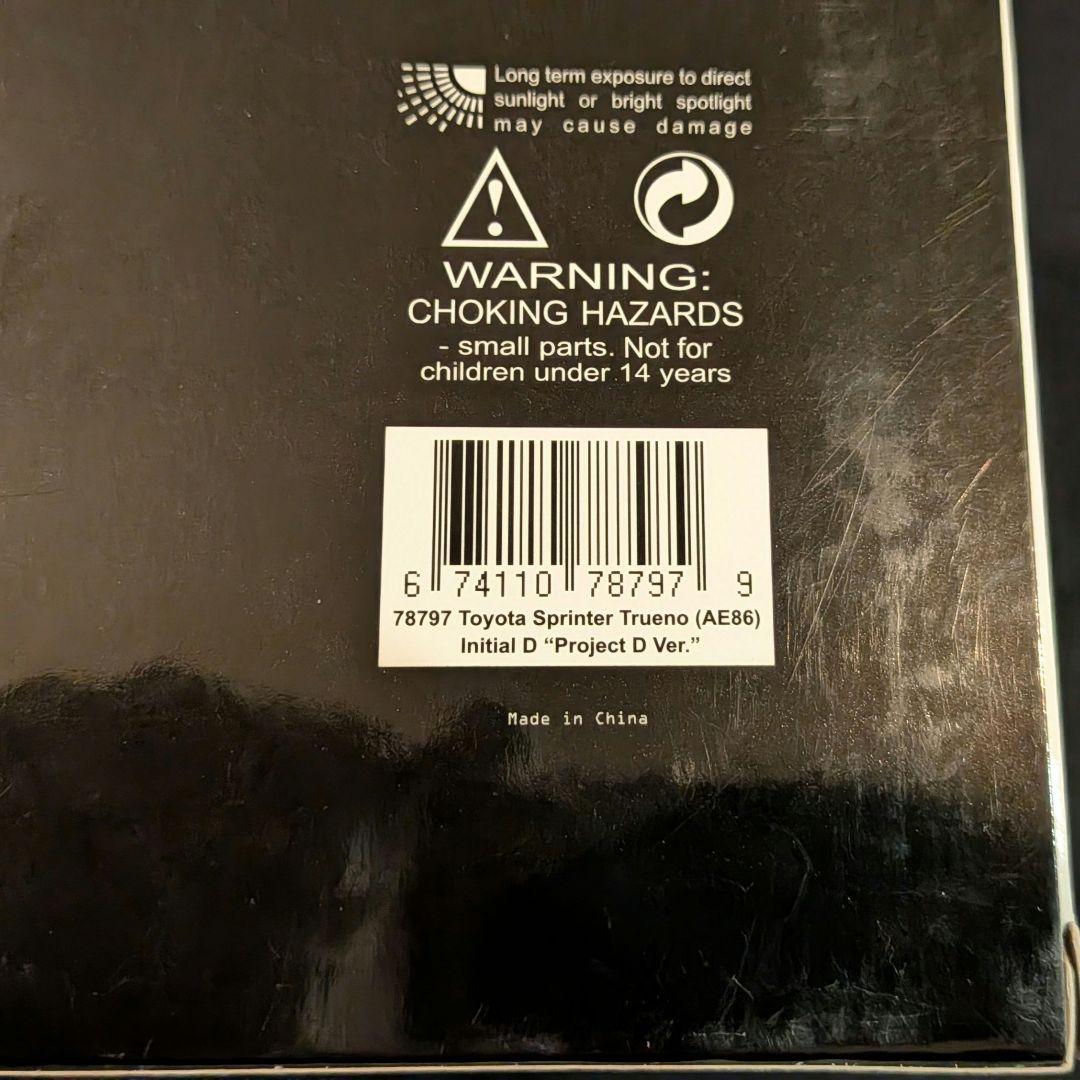 Long term exposure to direct
sunlight or bright spotlight
may cause damage
WARNING:
CHOKING HAZARDS
- small parts. Not for
children under 14 years
6 74110 78797 9
78797 Toyota Sprinter Trueno (AE86)
Initial D “Project D Ver.”
Made in China